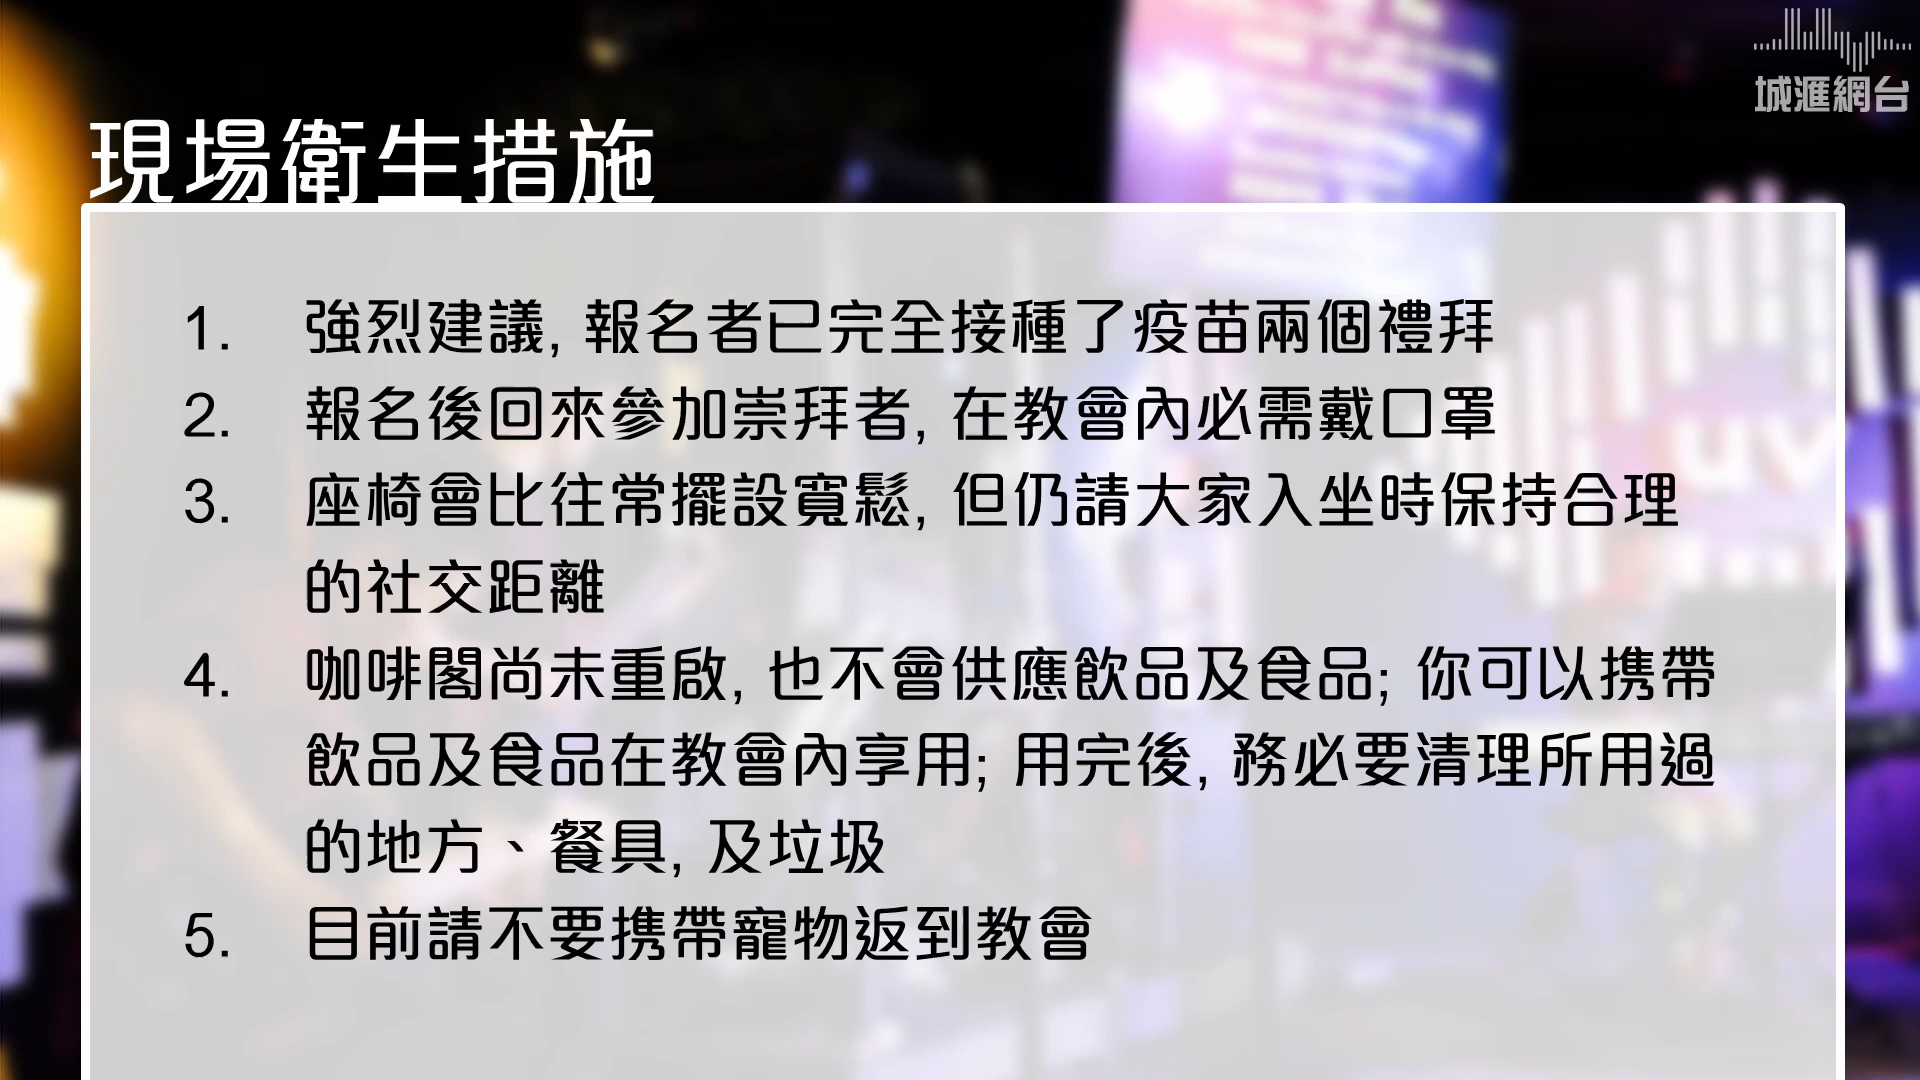 城滙網台
現場衛生措施
1. 強烈建議, 報名者已完全接種了疫苗兩個禮拜
2. 報名後回來參加崇拜者, 在教會內必需戴口罩
3. 座椅會比往常擺設寬鬆, 但仍請大家入坐時保持合理
的社交距離
4. 咖啡閣尚未重啟, 也不會供應飲品及食品; 你可以携帶
飲品及食品在教會內享用; 用完後, 務必要清理所用過
的地方、餐具, 及垃圾
5. 目前請不要携帶寵物返到教會
uv